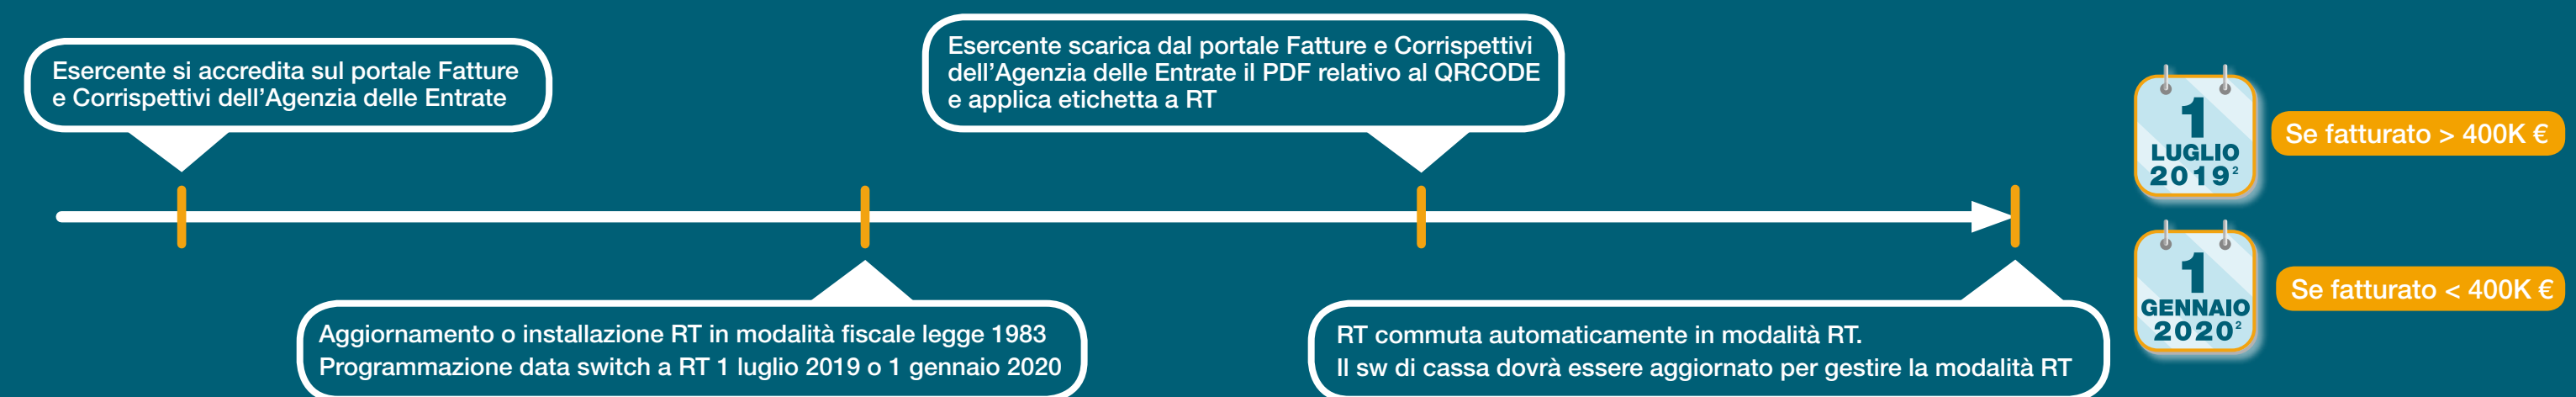 Esercente si accredita sul portale Fatture
e Corrispettivi dell'Agenzia delle Entrate
Aggiornamento o installazione RT in modalità fiscale legge 1983
Programmazione data switch a RT 1 luglio 2019 o 1 gennaio 2020
Esercente scarica dal portale Fatture e Corrispettivi
dell'Agenzia delle Entrate il PDF relativo al QRCODE
e applica etichetta a RT
RT commuta automaticamente in modalità RT.
Il sw di cassa dovrà essere aggiornato per gestire la modalità RT
1
LUGLIO
2019²
Se fatturato > 400K €
1
GENNAIO
2020²
Se fatturato < 400K €